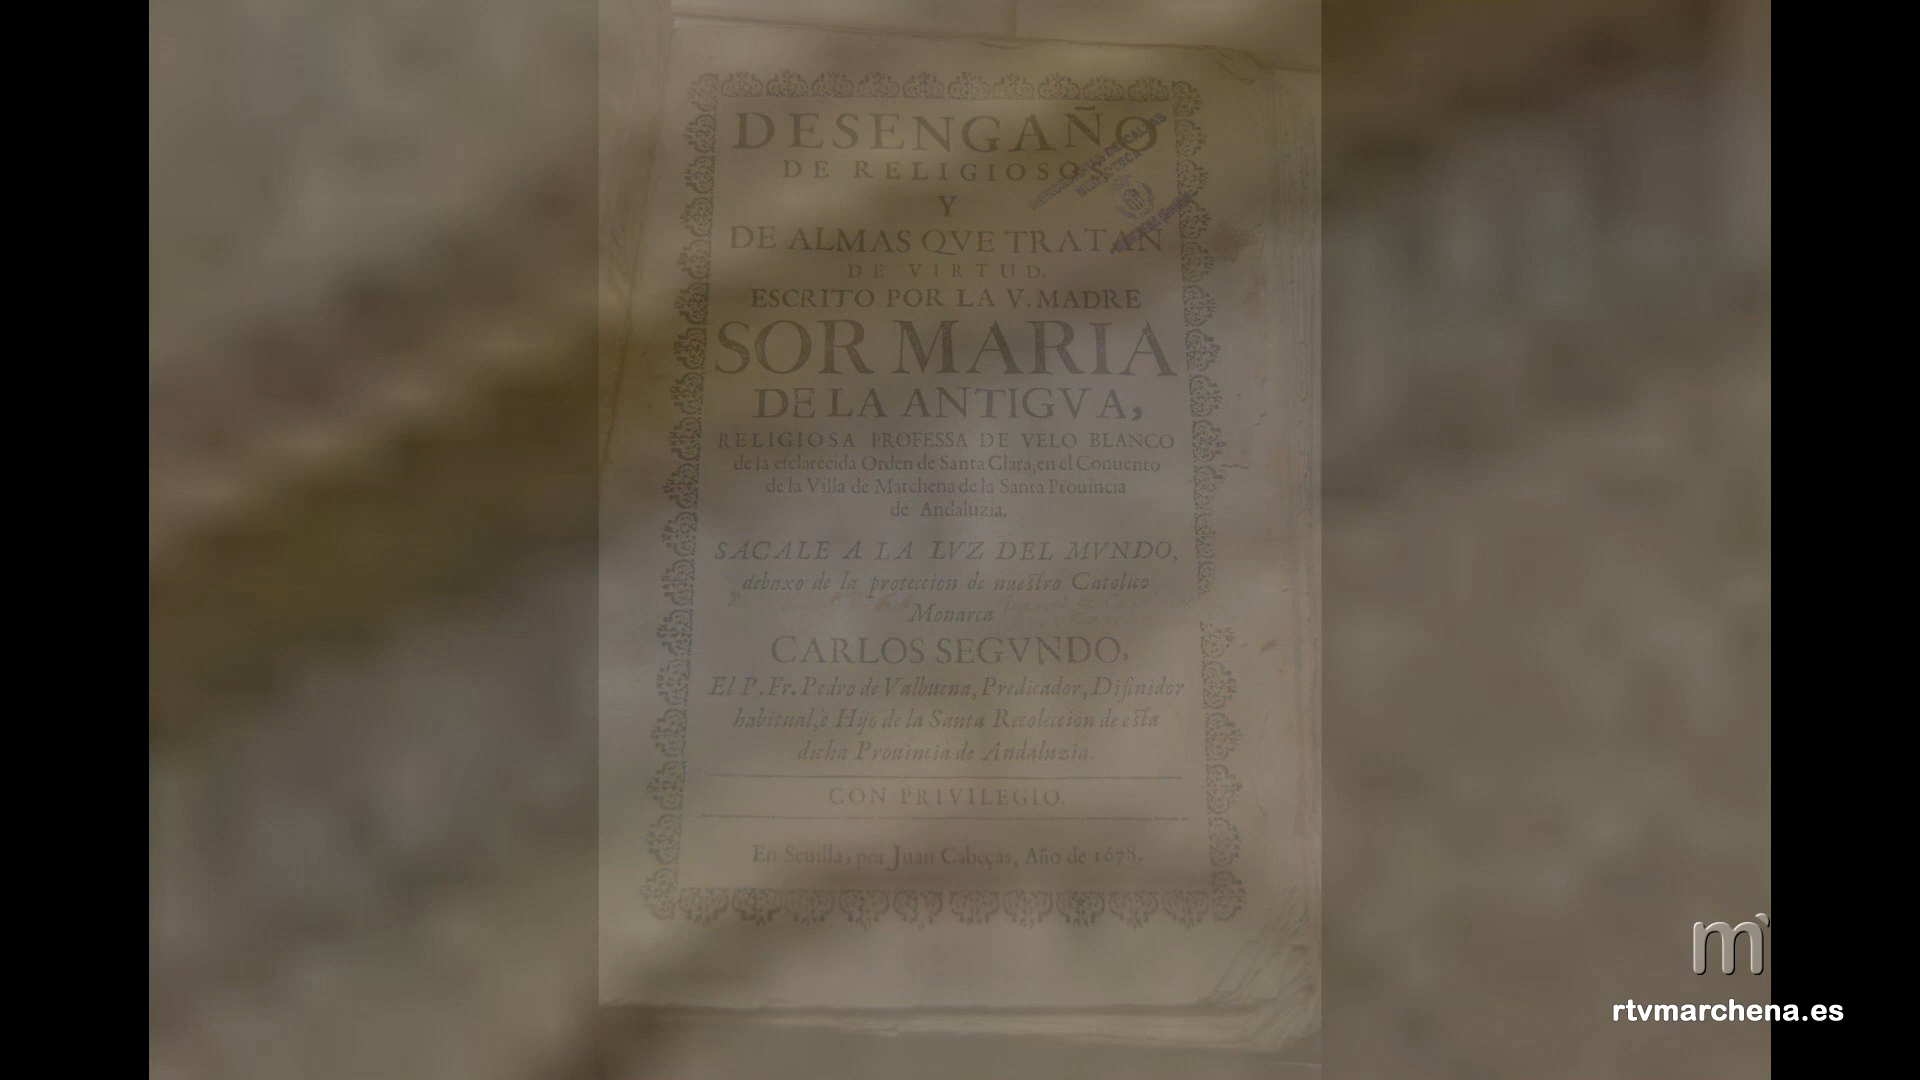 DESENGAÑO
DE RELIGIOSOS
Y
DE ALMAS QVE TRATAN
DE VIRTUD.
ESCRITO POR LA V. MADRE
SOR MARIA
DE LA ANTIGVA,
RELIGIOSA PROFESSA DE VELO BLANCO
de la esclarecida Orden de Santa Clara, en el Conuento
de la Villa de Marchena de la Santa Prouincia
de Andaluzia.
SACALE A LA LVZ DEL MVNDO,
debaxo de la proteccion de nuestro Catolico
Monarca
CARLOS SEGVNDO,
El P. Fr. Pedro de Valbuena, Predicador, Difinidor
habitual, è Hijo de la Santa Recoleccion de esta
dicha Prouincia de Andaluzia.
CON PRIVILEGIO.
En Seuilla, por Juan Cabeças, Año de 1678.
MERCEDARIAS DESCALZAS
BIBLIOTECA
m
rtvmarchena.es